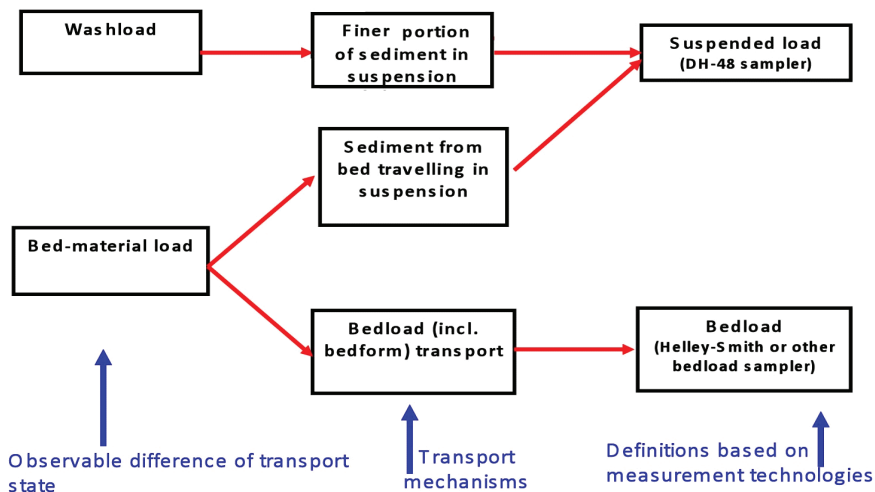 Washload
Finer portion
of sediment in
suspension
Suspended load
(DH-48 sampler)
Sediment from
bed travelling in
suspension
Bed-material load
Bedload (incl.
bedform) transport
Bedload
(Helley-Smith or other
bedload sampler)
Observable difference of transport
state
Transport
mechanisms
Definitions based on
measurement technologies